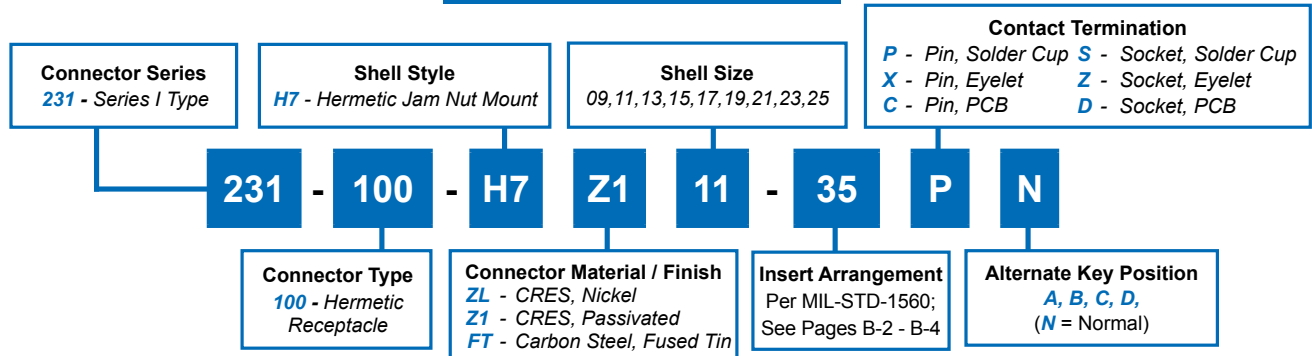 Connector Series
231 - Series I Type
Shell Style
H7 - Hermetic Jam Nut Mount
Shell Size
09,11,13,15,17,19,21,23,25
Contact Termination
P - Pin, Solder Cup S - Socket, Solder Cup
X - Pin, Eyelet Z - Socket, Eyelet
C - Pin, PCB D - Socket, PCB
231 - 100 - H7 Z1 11 - 35 P N
Connector Type
100 - Hermetic
Receptacle
Connector Material / Finish
ZL - CRES, Nickel
Z1 - CRES, Passivated
FT - Carbon Steel, Fused Tin
Insert Arrangement
Per MIL-STD-1560;
See Pages B-2 - B-4
Alternate Key Position
A, B, C, D,
(N = Normal)